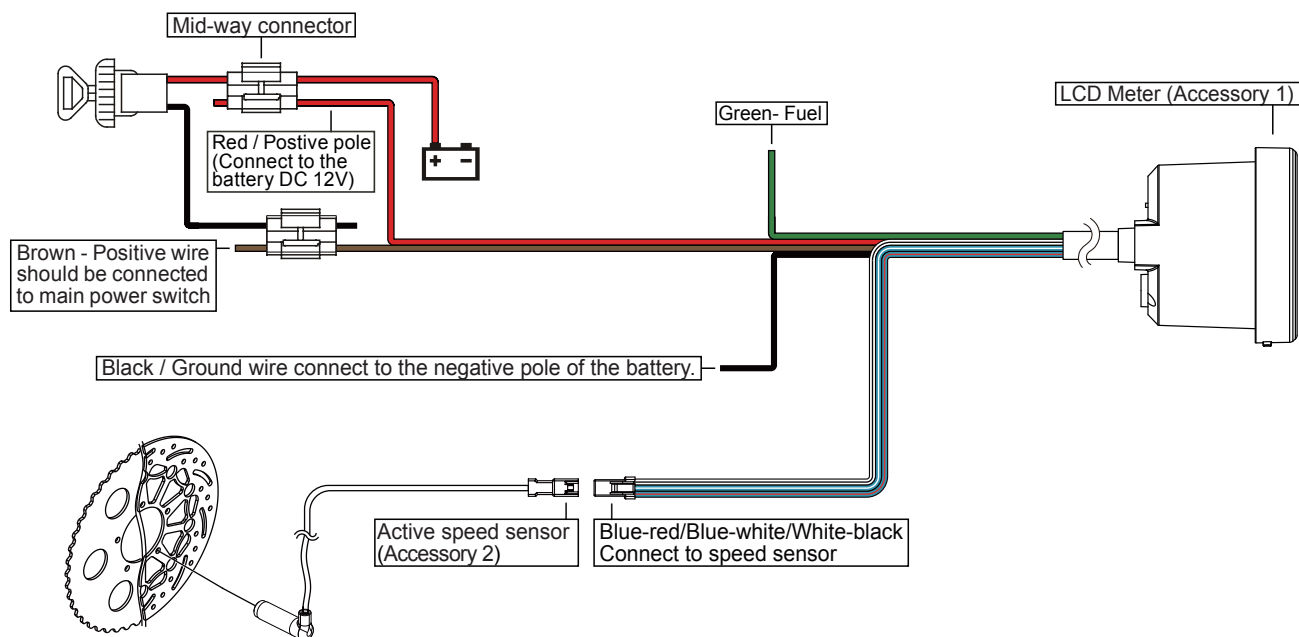 Mid-way connector
LCD Meter (Accessory 1)
Green- Fuel
Red / Postive pole
(Connect to the
battery DC 12V)
+ −
Brown - Positive wire
should be connected
to main power switch
Black / Ground wire connect to the negative pole of the battery.
Active speed sensor
(Accessory 2)
Blue-red/Blue-white/White-black
Connect to speed sensor